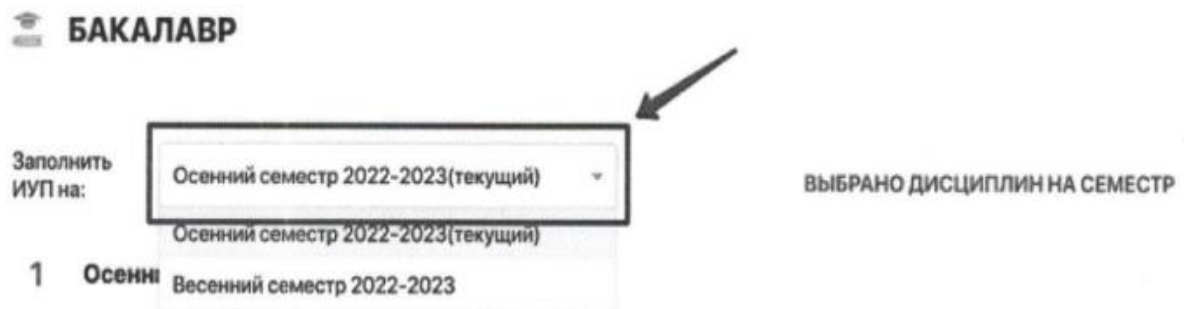 БАКАЛАВР
Заполнить
ИУП на:
Осенний семестр 2022-2023(текущий)
ВЫБРАНО ДИСЦИПЛИН НА СЕМЕСТР
Осенний семестр 2022-2023(текущий)
1 Осенн
Весенний семестр 2022-2023